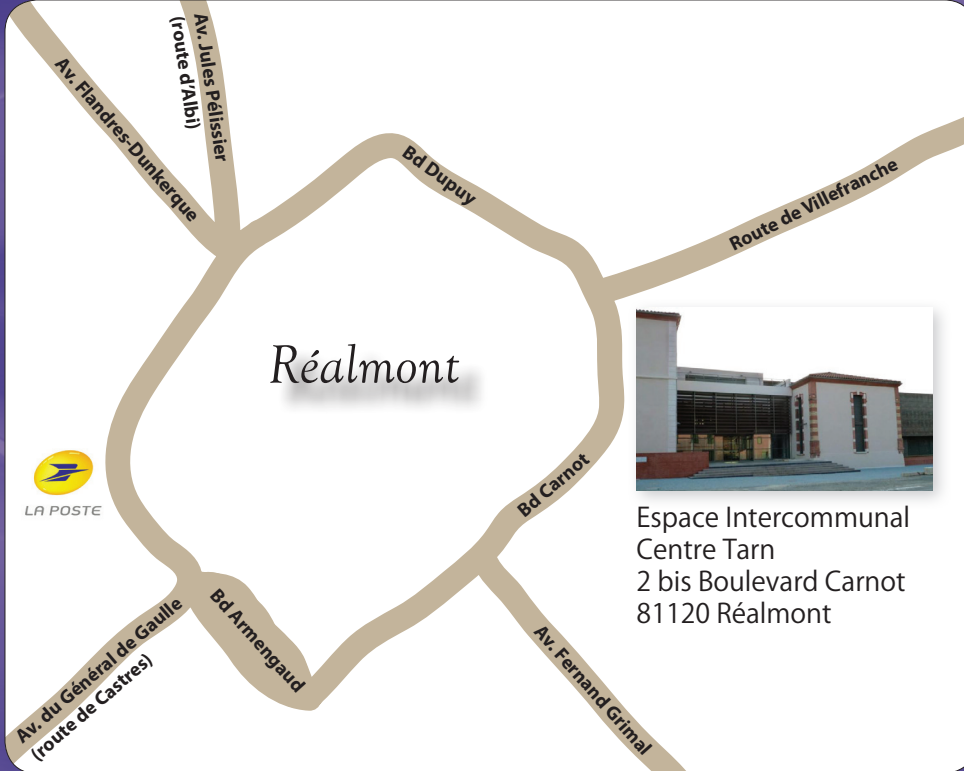 Av. Flandres-Dunkerque
Av. Jules Pélissier
(route d'Albi)
Bd Dupuy
Route de Villefranche
Réalmont
LA POSTE
Bd Carnot
Espace Intercommunal
Centre Tarn
2 bis Boulevard Carnot
81120 Réalmont
Bd Armengaud
Av. du Général de Gaulle
(route de Castres)
Av. Fernand Grimal